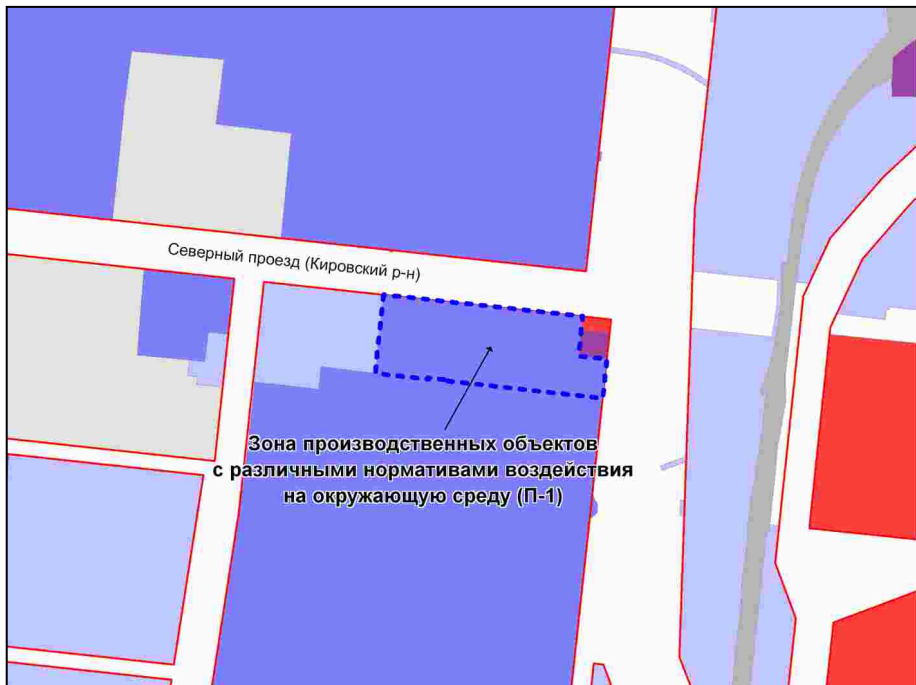 Северный проезд (Кировский р-н)
Зона производственных объектов
с различными нормативами воздействия
на окружающую среду (П-1)